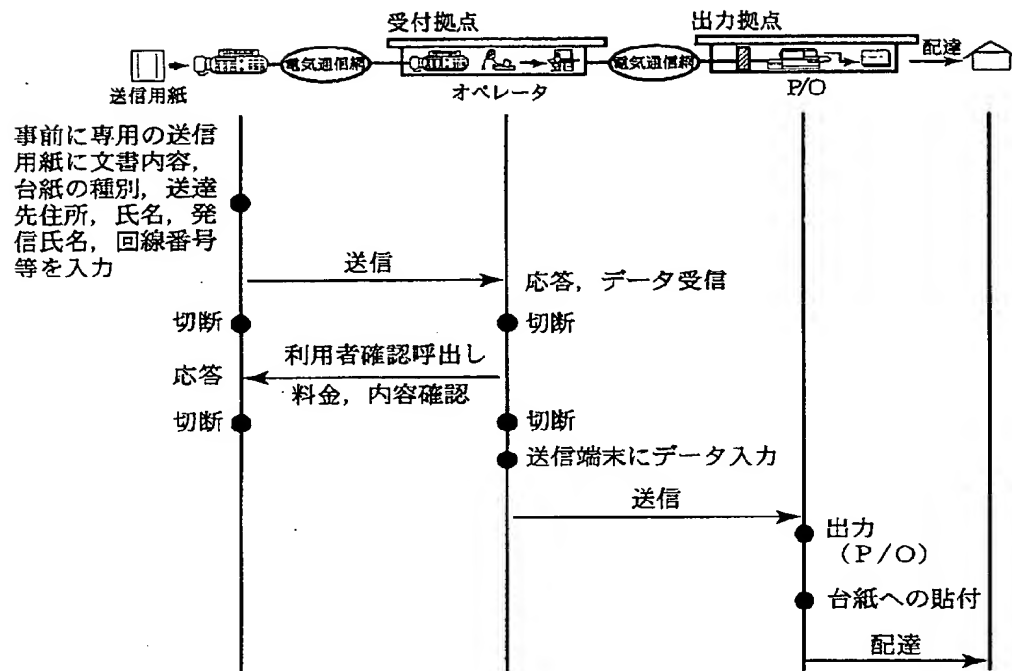 受付拠点
出力拠点
配達
電気通信網
電気通信網
送信用紙
オペレータ
P/O
事前に専用の送信
用紙に文書内容，
台紙の種別，送達
先住所，氏名，発
信氏名，回線番号
等を入力
送信
応答，データ受信
切断
切断
利用者確認呼出し
応答
料金，内容確認
切断
切断
送信端末にデータ入力
送信
出力
（P/O）
台紙への貼付
配達